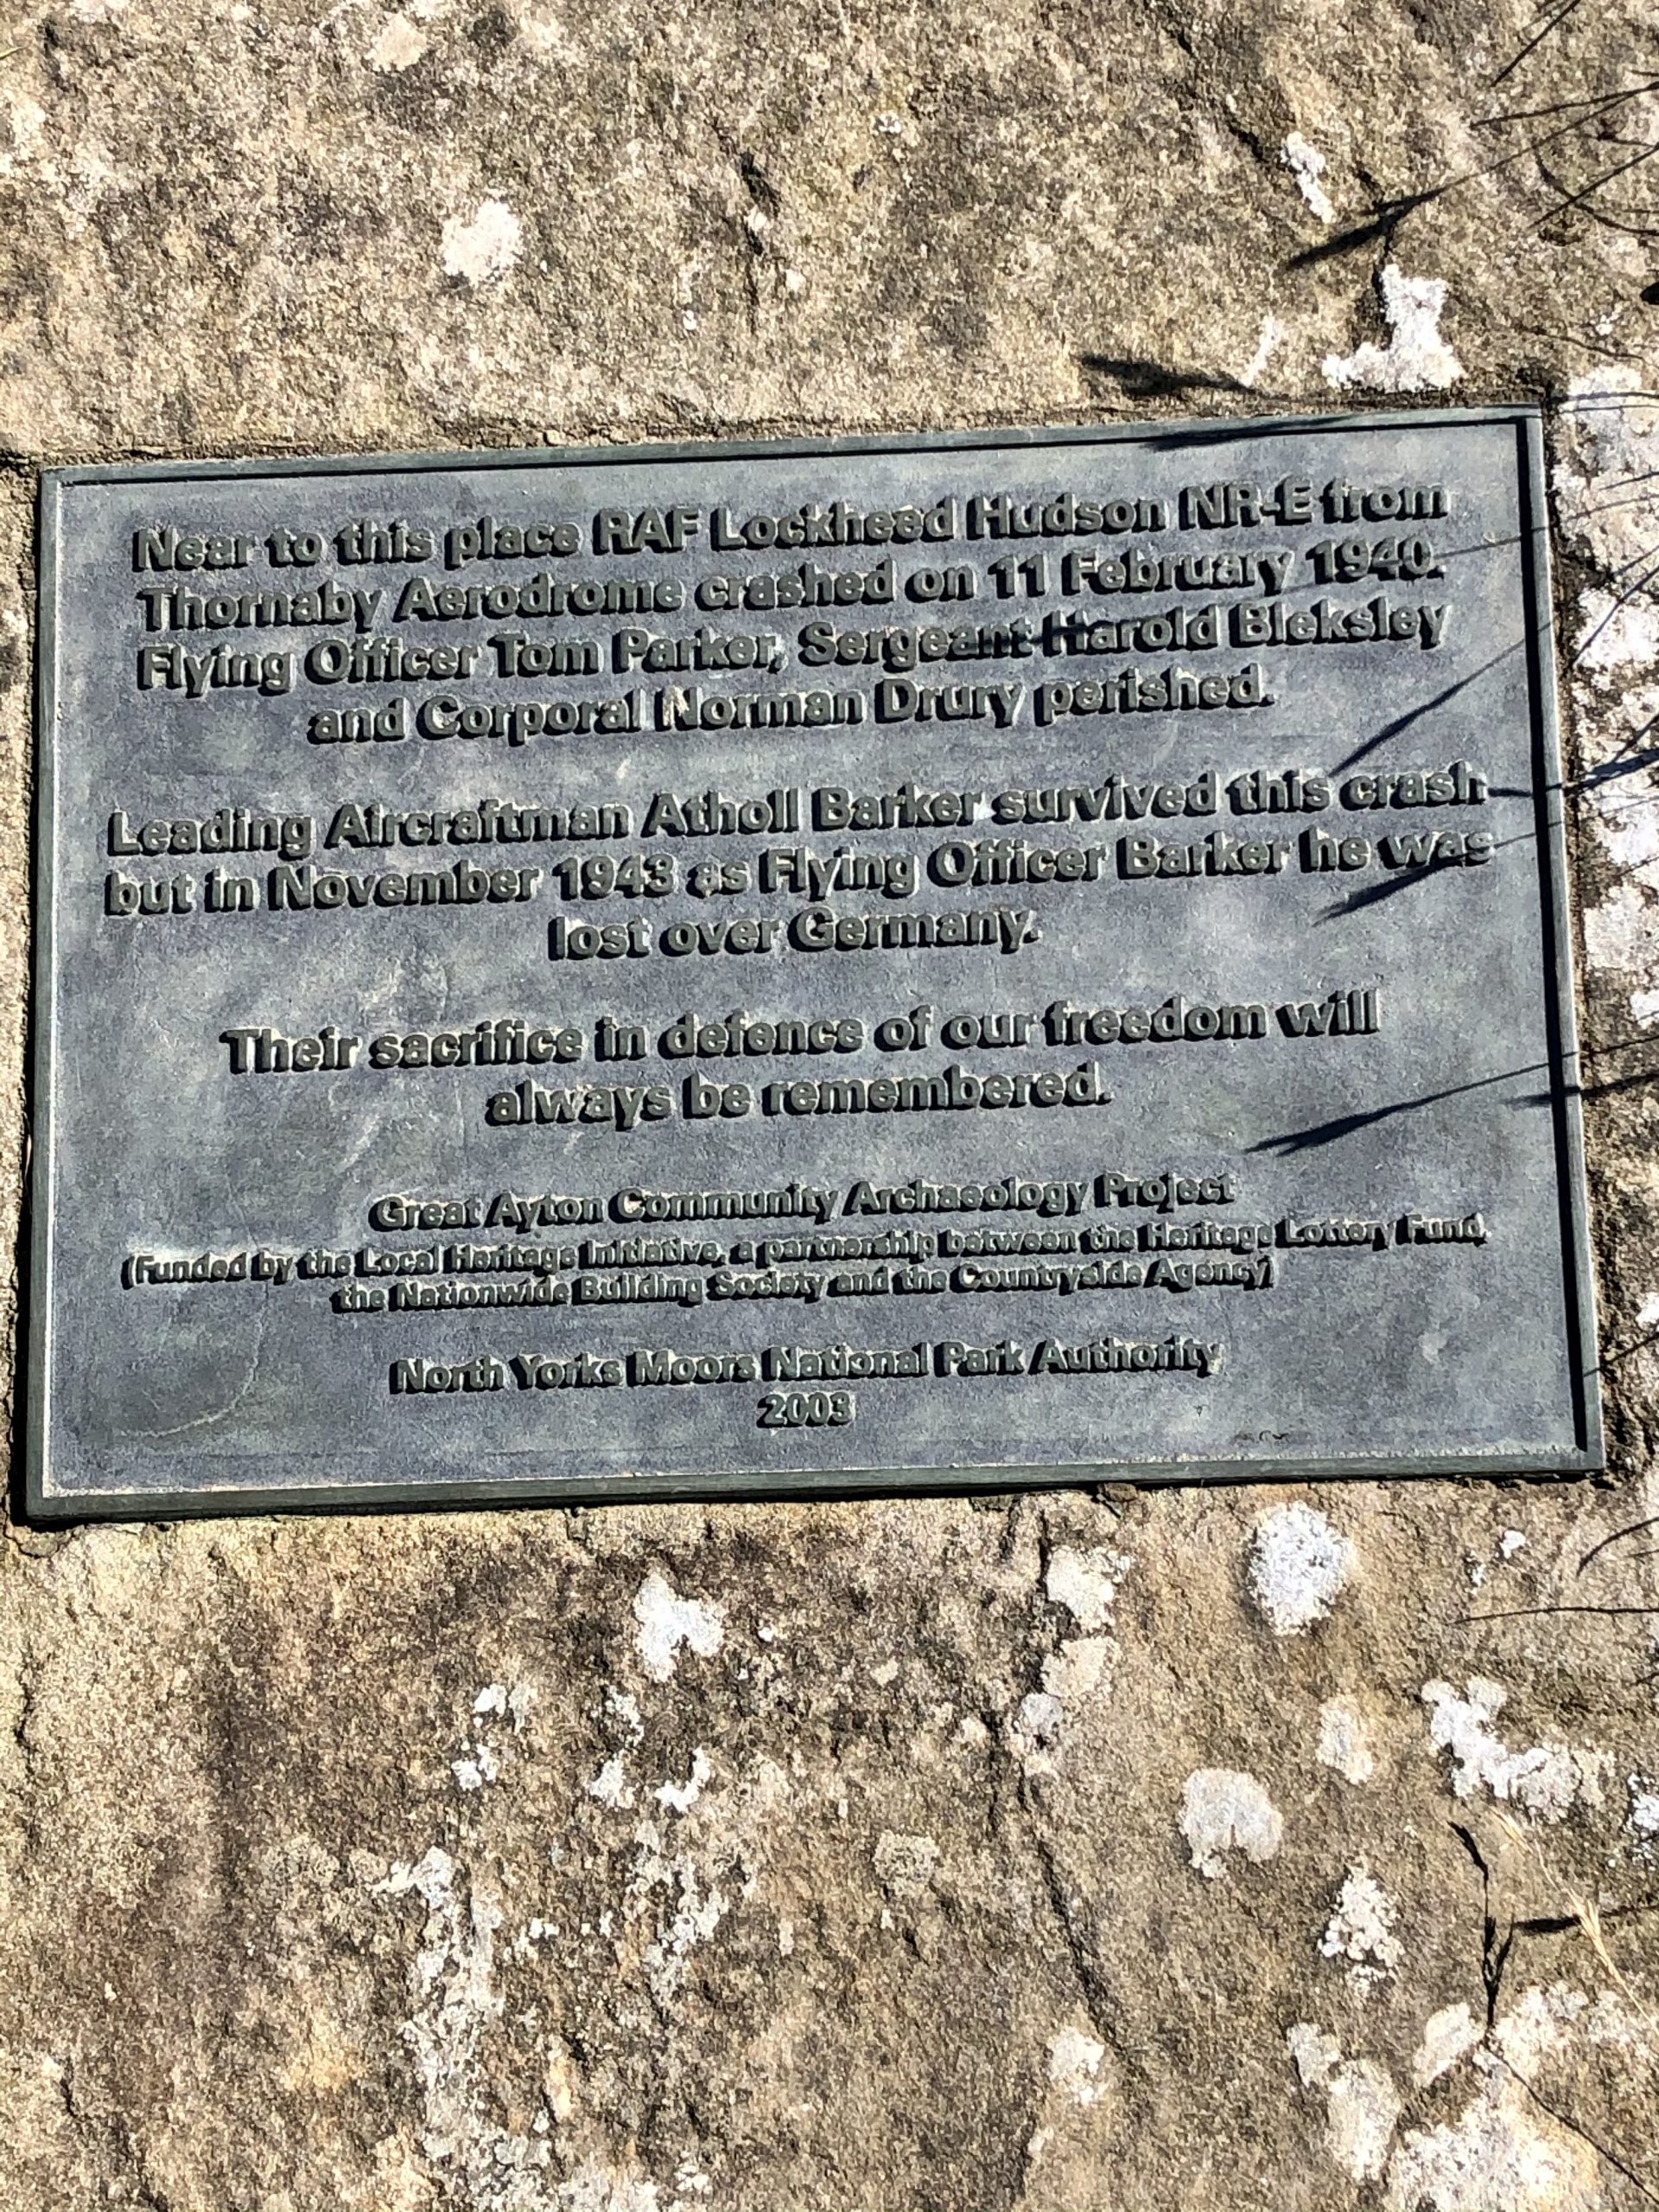 Near to this place RAF Lockheed Hudson NR-E from
Thornaby Aerodrome crashed on 11 February 1940.
Flying Officer Tom Parker, Sergeant Harold Bleksley
and Corporal Norman Drury perished.
Leading Aircraftman Atholl Barker survived this crash
but in November 1943 as Flying Officer Barker he was
lost over Germany.
Their sacrifice in defence of our freedom will
always be remembered.
Great Ayton Community Archaeology Project
(Funded by the Local Heritage Initiative, a partnership between the Heritage Lottery Fund,
the Nationwide Building Society and the Countryside Agency)
North Yorks Moors National Park Authority
2003